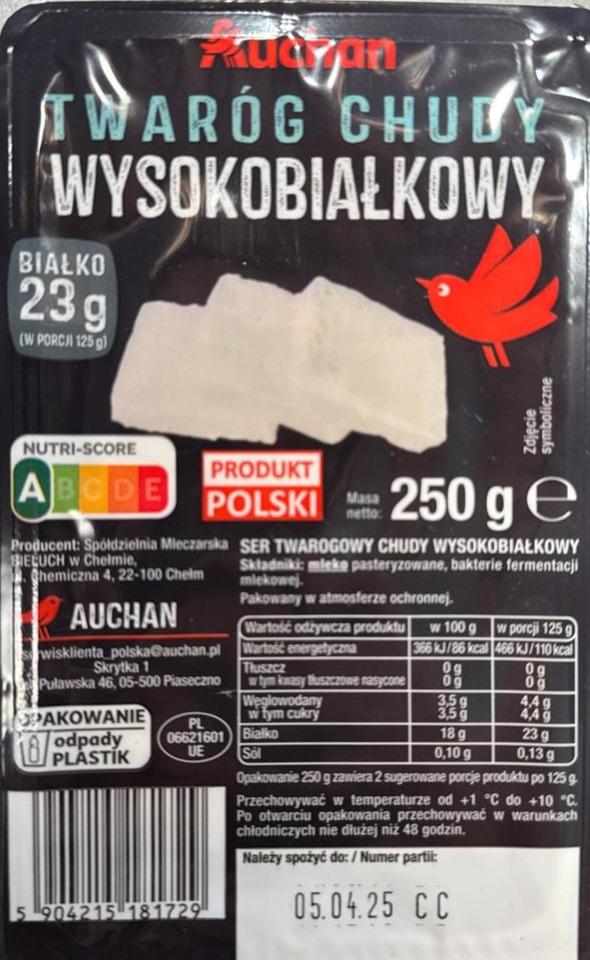 Auchan
TWARÓG CHUDY
WYSOKOBIAŁKOWY
BIAŁKO
23 g
(W PORCJI 125 g)
Zdjęcie
symboliczne
NUTRI-SCORE
A B C D E
PRODUKT
POLSKI
Masa
netto:
250 g e
Producent: Spółdzielnia Mleczarska
BIELUCH w Chełmie,
Chemiczna 4, 22-100 Chełm
AUCHAN
serwisklienta_polska@auchan.pl
Skrytka 1
Puławska 46, 05-500 Piaseczno
OPAKOWANIE
odpady
PLASTIK
PL
06621601
UE
SER TWAROGOWY CHUDY WYSOKOBIAŁKOWY
Składniki: mleko pasteryzowane, bakterie fermentacji
mlekowej.
Pakowany w atmosferze ochronnej.
Wartość odżywcza produktu w 100 g w porcji 125 g
Wartość energetyczna 366 kJ/86 kcal 466 kJ/110 kcal
Tłuszcz 0 g 0 g
w tym kwasy tłuszczowe nasycone 0 g 0 g
Węglowodany 3,5 g 4,4 g
w tym cukry 3,5 g 4,4 g
Białko 18 g 23 g
Sól 0,10 g 0,13 g
Opakowanie 250 g zawiera 2 sugerowane porcje produktu po 125 g.
Przechowywać w temperaturze od +1 °C do +10 °C.
Po otwarciu opakowania przechowywać w warunkach
chłodniczych nie dłużej niż 48 godzin.
Należy spożyć do: / Numer partii:
05.04.25 CC
5 904215 181729